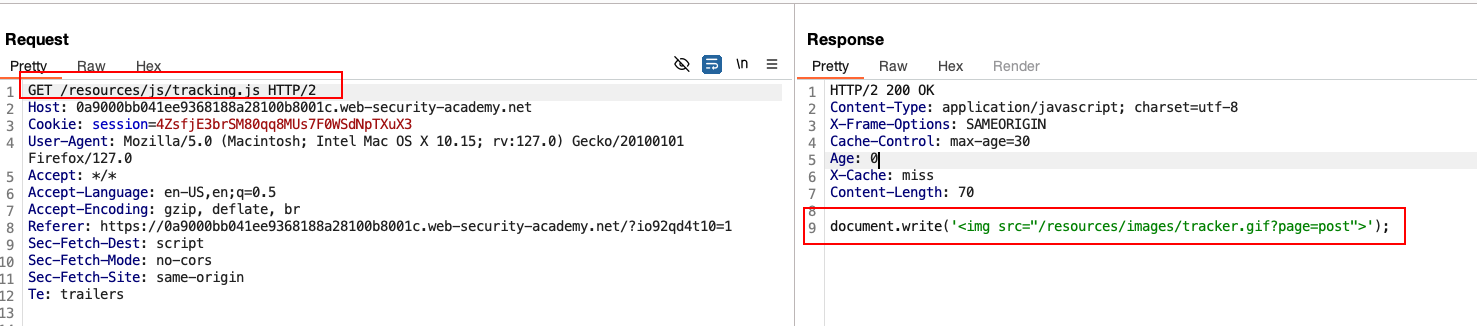 Request
Pretty Raw Hex
\n
1 GET /resources/js/tracking.js HTTP/2
2 Host: 0a9000bb041ee9368188a28100b8001c.web-security-academy.net
3 Cookie: session=4ZsfjE3brSM80qq8MUs7F0WSdNpTXuX3
4 User-Agent: Mozilla/5.0 (Macintosh; Intel Mac OS X 10.15; rv:127.0) Gecko/20100101
Firefox/127.0
5 Accept: */*
6 Accept-Language: en-US,en;q=0.5
7 Accept-Encoding: gzip, deflate, br
8 Referer: https://0a9000bb041ee9368188a28100b8001c.web-security-academy.net/?io92qd4t10=1
9 Sec-Fetch-Dest: script
10 Sec-Fetch-Mode: no-cors
11 Sec-Fetch-Site: same-origin
12 Te: trailers
13
Response
Pretty Raw Hex Render
1 HTTP/2 200 OK
2 Content-Type: application/javascript; charset=utf-8
3 X-Frame-Options: SAMEORIGIN
4 Cache-Control: max-age=30
5 Age: 0
6 X-Cache: miss
7 Content-Length: 70
8
9 document.write('<img src="/resources/images/tracker.gif?page=post">');